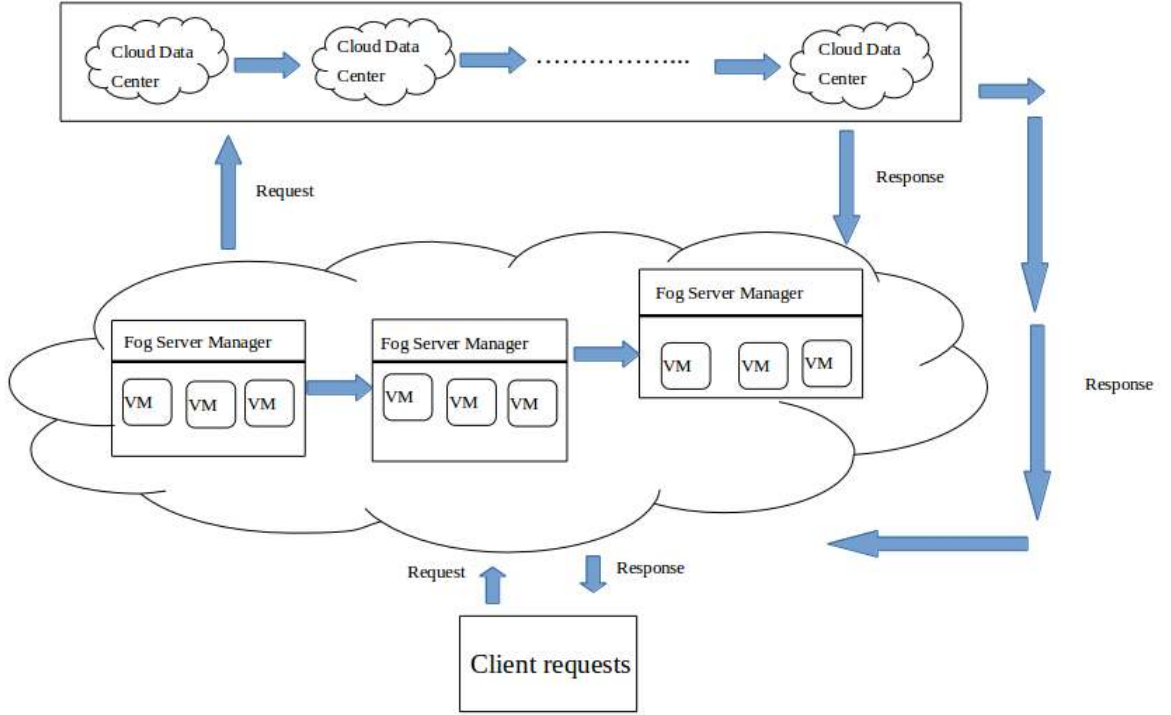 Cloud Data
Center
Cloud Data
Center
.................
Cloud Data
Center
Request
Response
Fog Server Manager
VM
VM
VM
Fog Server Manager
VM
VM
VM
Fog Server Manager
VM
VM
VM
Response
Request
Response
Client requests